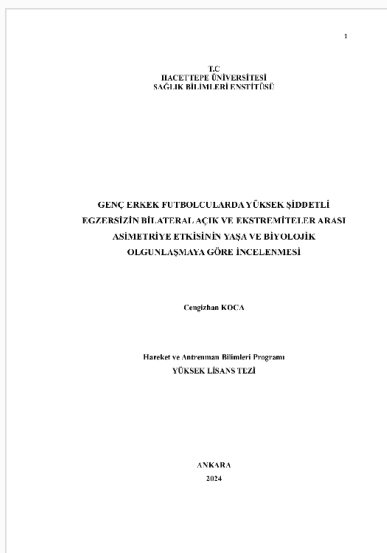 1
T.C
HACETTEPE ÜNİVERSİTESİ
SAĞLIK BİLİMLERİ ENSTİTÜSÜ
GENÇ ERKEK FUTBOLCULARDA YÜKSEK ŞİDDETLİ
EGZERSİZİN BİLATERAL AÇIK VE EKSTREMİTELER ARASI
ASİMETRİYE ETKİSİNİN YAŞA VE BİYOLOJİK
OLGUNLAŞMAYA GÖRE İNCELENMESİ
Cengizhan KOCA
Hareket ve Antrenman Bilimleri Programı
YÜKSEK LİSANS TEZİ
ANKARA
2024